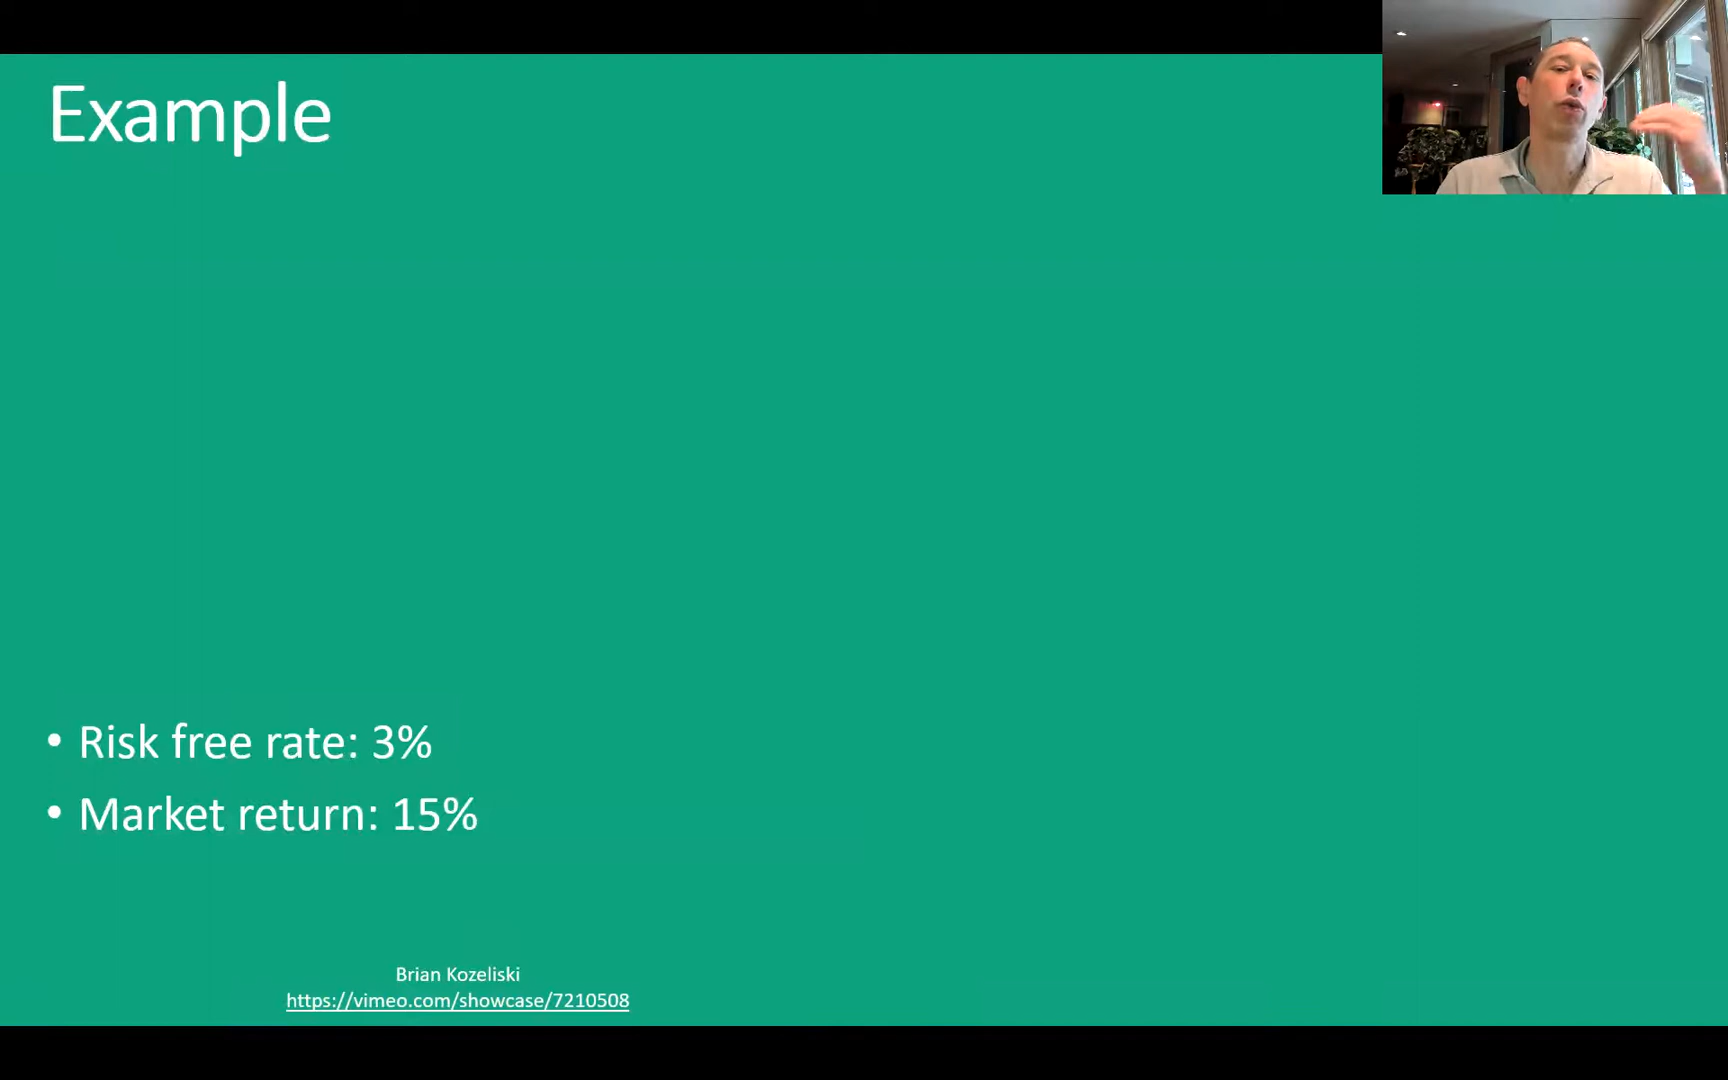 Example
• Risk free rate: 3%
• Market return: 15%
Brian Kozeliski
https://vimeo.com/showcase/7210508